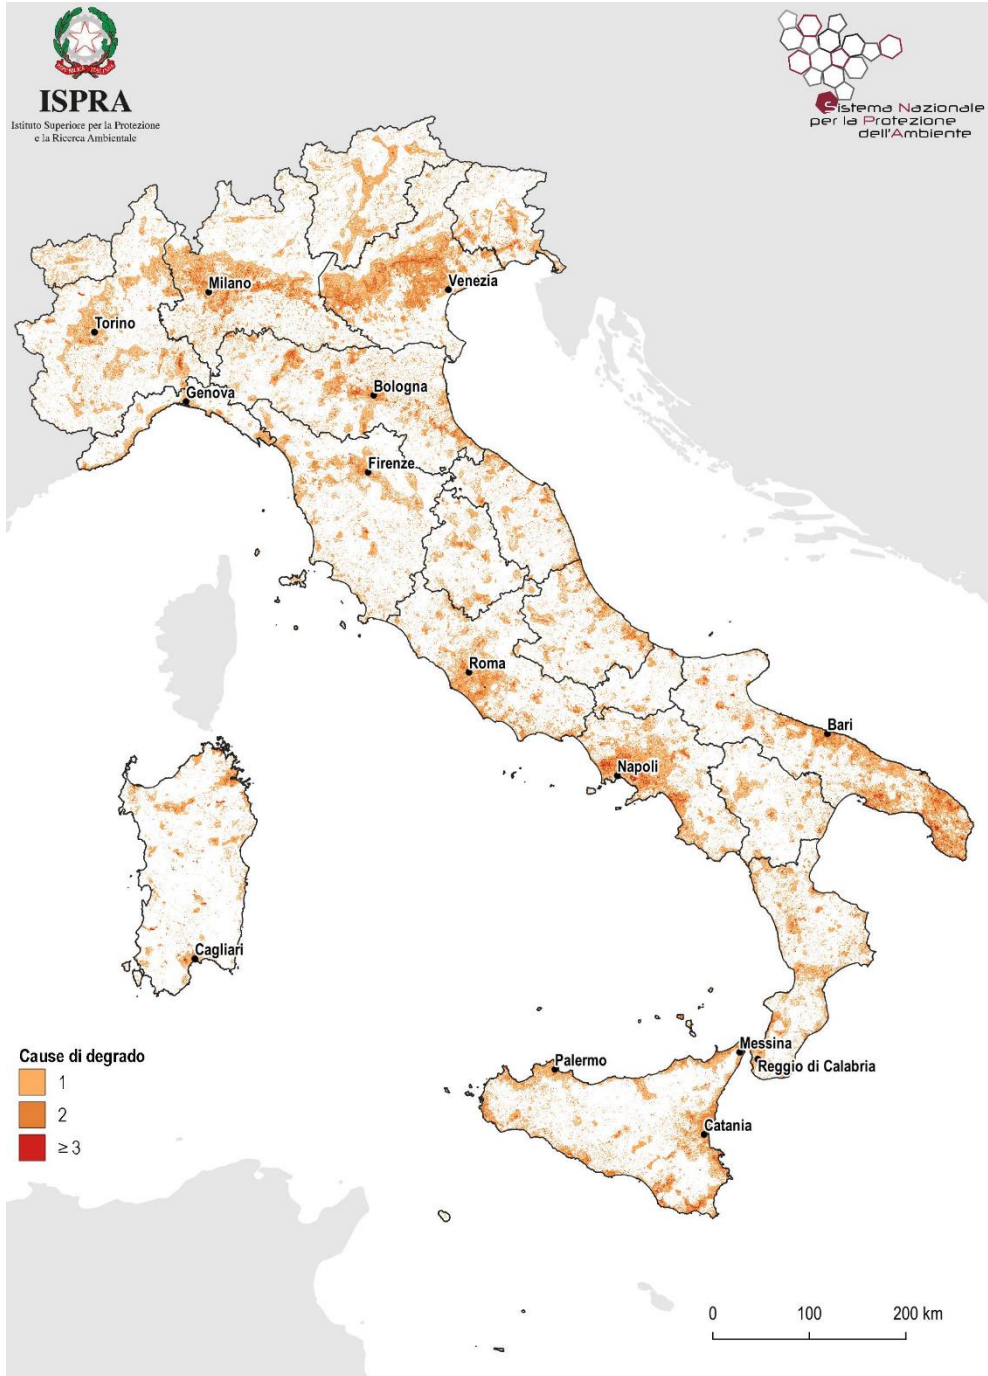 ISPRA
Istituto Superiore per la Protezione
e la Ricerca Ambientale
Sistema Nazionale
per la Protezione
dell'Ambiente
Milano
Venezia
Torino
Genova
Bologna
Firenze
Roma
Bari
Napoli
Cagliari
Messina
Reggio di Calabria
Palermo
Catania
Cause di degrado
1
2
≥ 3
0 100 200 km